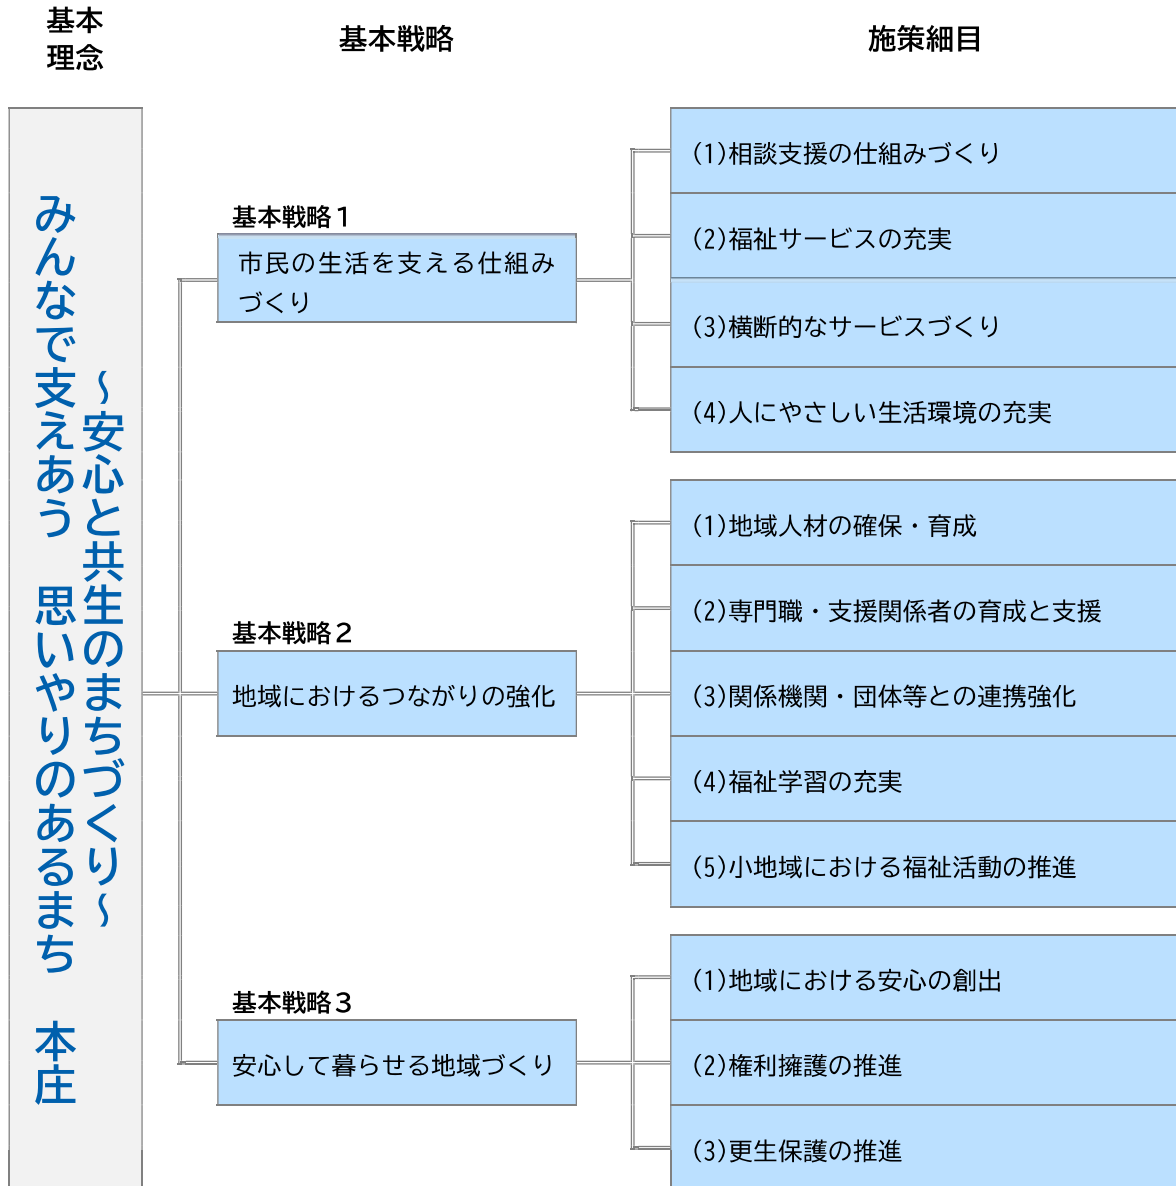 基本
理念
基本戦略
施策細目
みんなで支えあう　思いやりのあるまち　本庄
～安心と共生のまちづくり～
基本戦略１
市民の生活を支える仕組み
づくり
(1)相談支援の仕組みづくり
(2)福祉サービスの充実
(3)横断的なサービスづくり
(4)人にやさしい生活環境の充実
基本戦略２
地域におけるつながりの強化
(1)地域人材の確保・育成
(2)専門職・支援関係者の育成と支援
(3)関係機関・団体等との連携強化
(4)福祉学習の充実
(5)小地域における福祉活動の推進
基本戦略３
安心して暮らせる地域づくり
(1)地域における安心の創出
(2)権利擁護の推進
(3)更生保護の推進